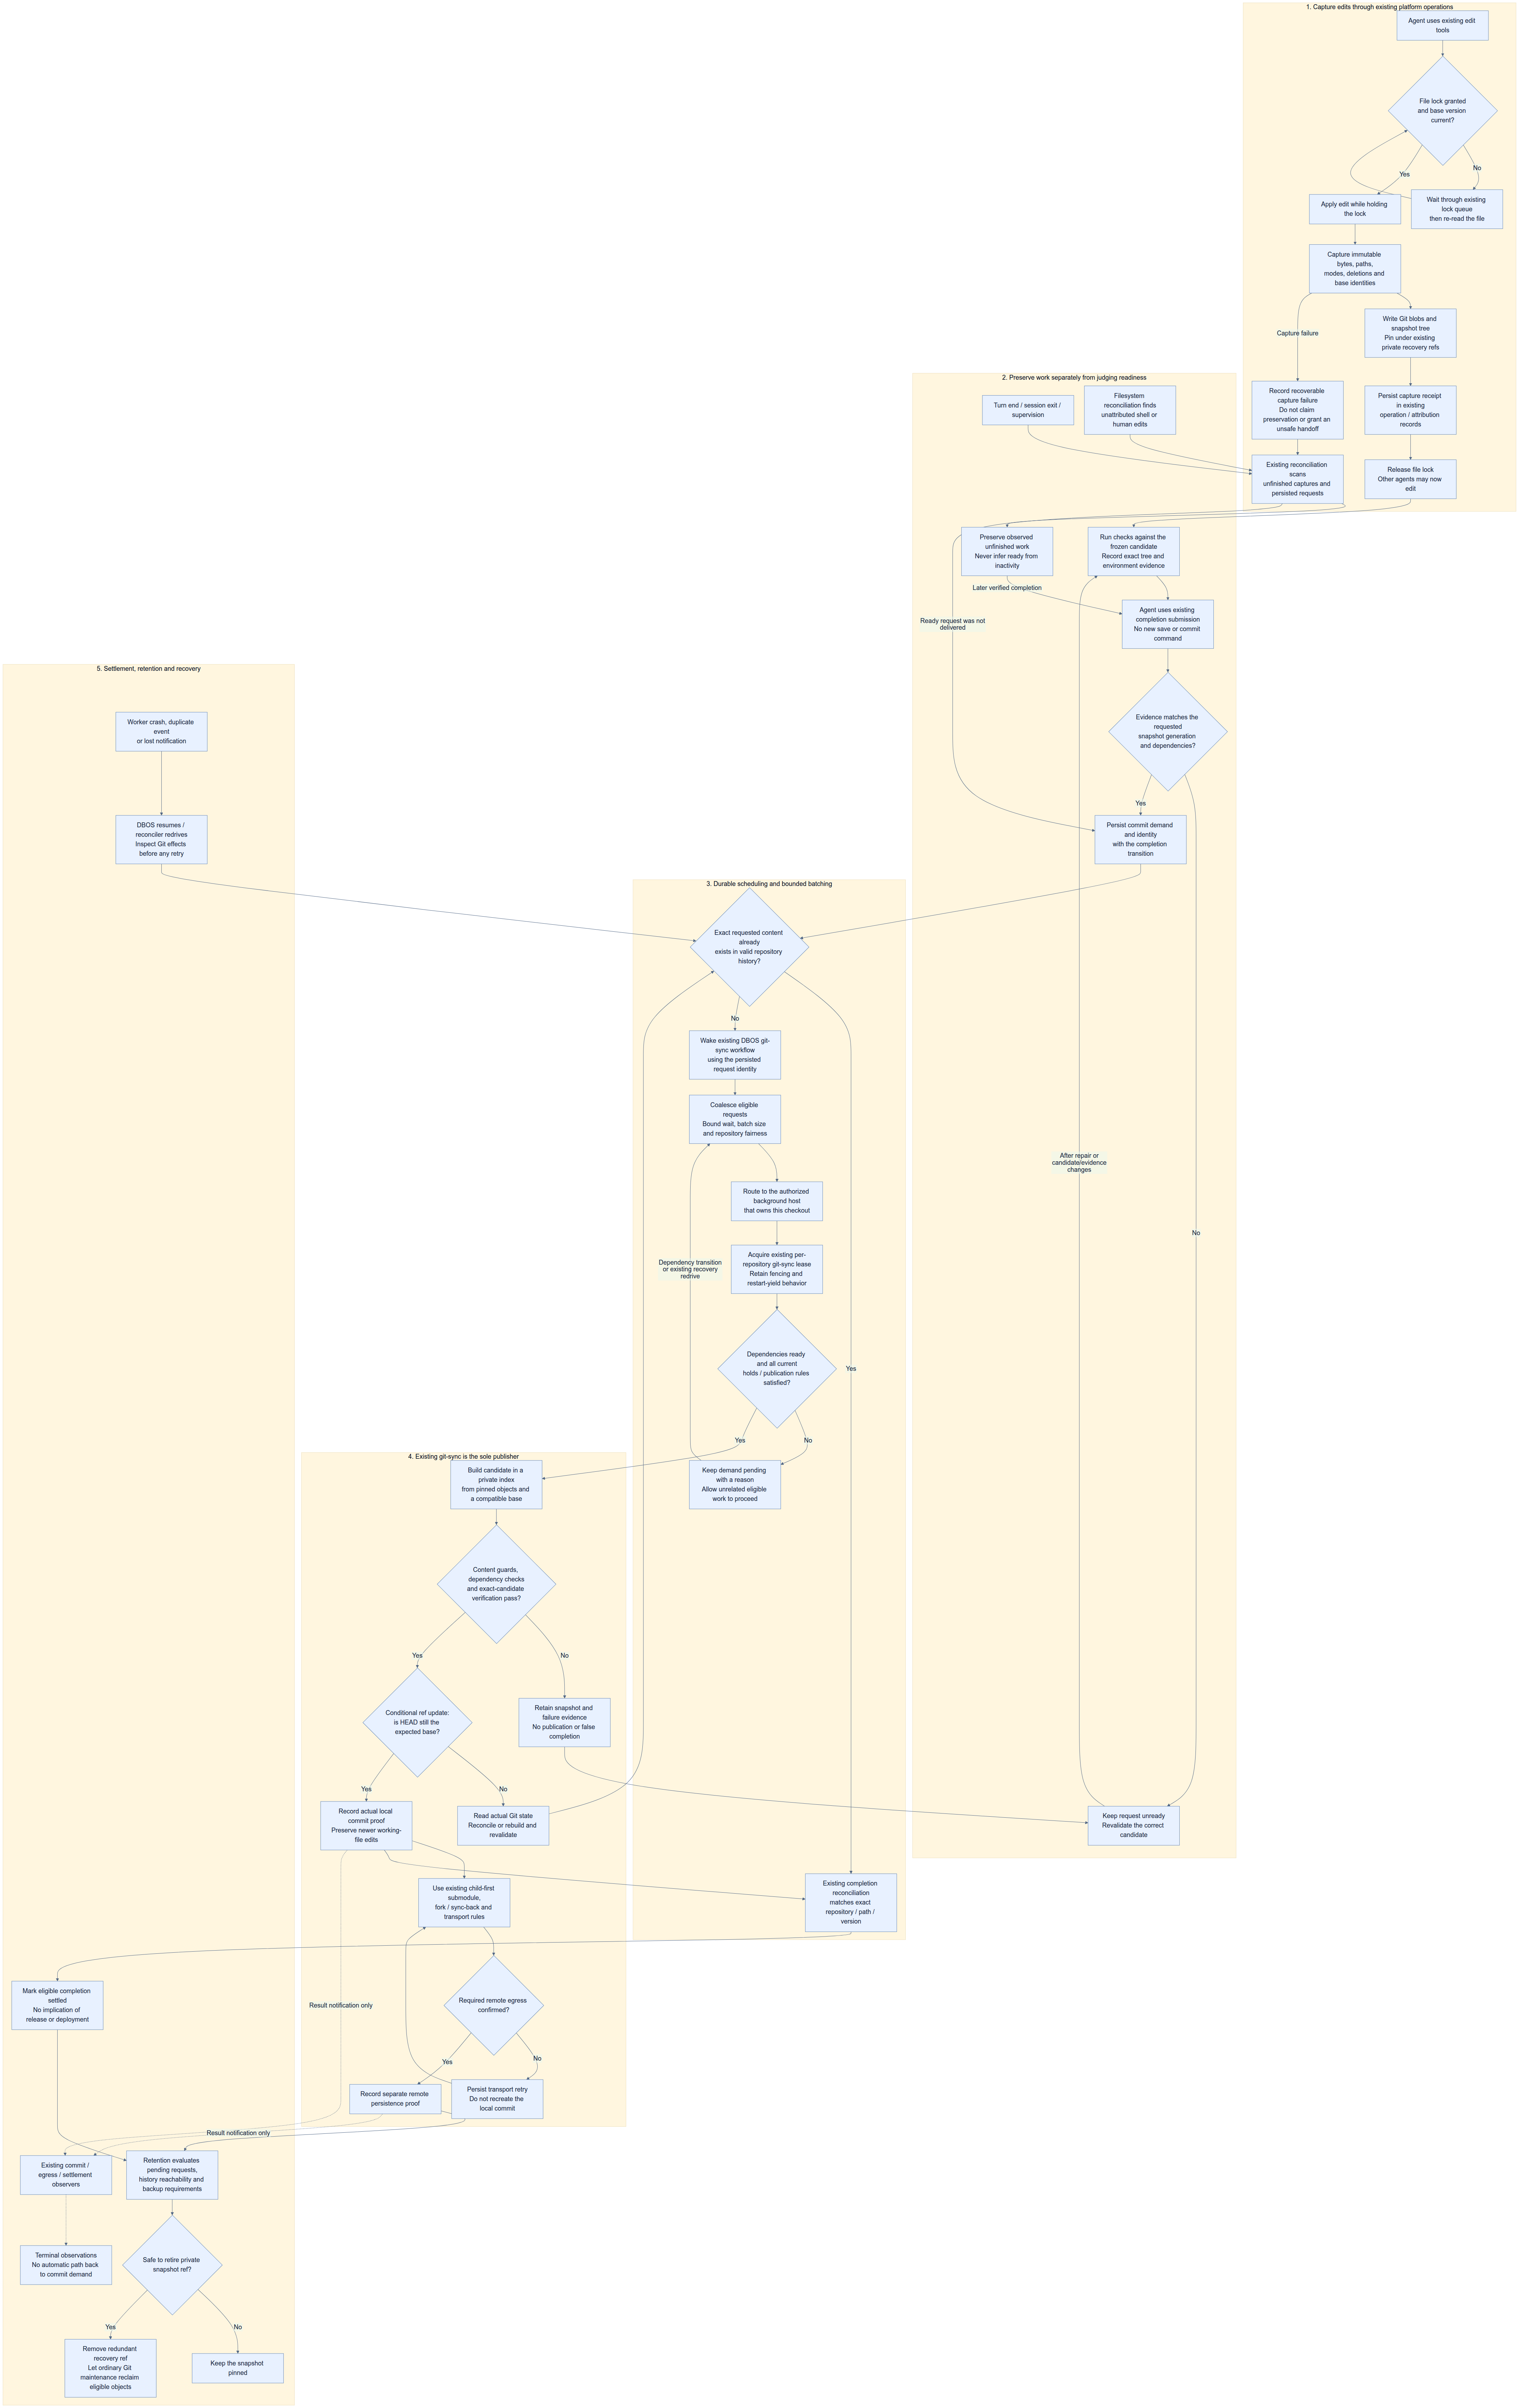 1. Capture edits through existing platform operations
Agent uses existing edit
tools
File lock granted
and base version
current?
Yes
No
Apply edit while holding
the lock
Wait through existing
lock queue
then re-read the file
Capture immutable
bytes, paths,
modes, deletions and
base identities
Capture failure
Write Git blobs and
snapshot tree
Pin under existing
private recovery refs
Record recoverable
capture failure
Do not claim
preservation or grant an
unsafe handoff
Persist capture receipt
in existing
operation / attribution
records
Existing reconciliation
scans
unfinished captures and
persisted requests
Release file lock
Other agents may now
edit
2. Preserve work separately from judging readiness
Turn end / session exit /
supervision
Filesystem
reconciliation finds
unattributed shell or
human edits
Preserve observed
unfinished work
Never infer ready from
inactivity
Run checks against the
frozen candidate
Record exact tree and
environment evidence
Later verified completion
Ready request was not
delivered
Agent uses existing
completion submission
No new save or commit
command
Evidence matches the
requested
snapshot generation
and dependencies?
Yes
No
Persist commit demand
and identity
with the completion
transition
After repair or
candidate/evidence
changes
Keep request unready
Revalidate the correct
candidate
3. Durable scheduling and bounded batching
Exact requested content
already
exists in valid repository
history?
No
Yes
Wake existing DBOS git-
sync workflow
using the persisted
request identity
Coalesce eligible
requests
Bound wait, batch size
and repository fairness
Route to the authorized
background host
that owns this checkout
Dependency transition
or existing recovery
redrive
Acquire existing per-
repository git-sync lease
Retain fencing and
restart-yield behavior
Dependencies ready
and all current
holds / publication rules
satisfied?
Yes
No
Keep demand pending
with a reason
Allow unrelated eligible
work to proceed
Existing completion
reconciliation
matches exact
repository / path /
version
4. Existing git-sync is the sole publisher
Build candidate in a
private index
from pinned objects and
a compatible base
Content guards,
dependency checks
and exact-candidate
verification pass?
Yes
No
Conditional ref update:
is HEAD still the
expected base?
Retain snapshot and
failure evidence
No publication or false
completion
Yes
No
Record actual local
commit proof
Preserve newer working-
file edits
Read actual Git state
Reconcile or rebuild and
revalidate
Use existing child-first
submodule,
fork / sync-back and
transport rules
Result notification only
Required remote egress
confirmed?
Yes
No
Record separate remote
persistence proof
Persist transport retry
Do not recreate the
local commit
5. Settlement, retention and recovery
Worker crash, duplicate
event
or lost notification
DBOS resumes /
reconciler redrives
Inspect Git effects
before any retry
Mark eligible completion
settled
No implication of
release or deployment
Result notification only
Existing commit /
egress / settlement
observers
Retention evaluates
pending requests,
history reachability and
backup requirements
Terminal observations
No automatic path back
to commit demand
Safe to retire private
snapshot ref?
Yes
No
Remove redundant
recovery ref
Let ordinary Git
maintenance reclaim
eligible objects
Keep the snapshot
pinned